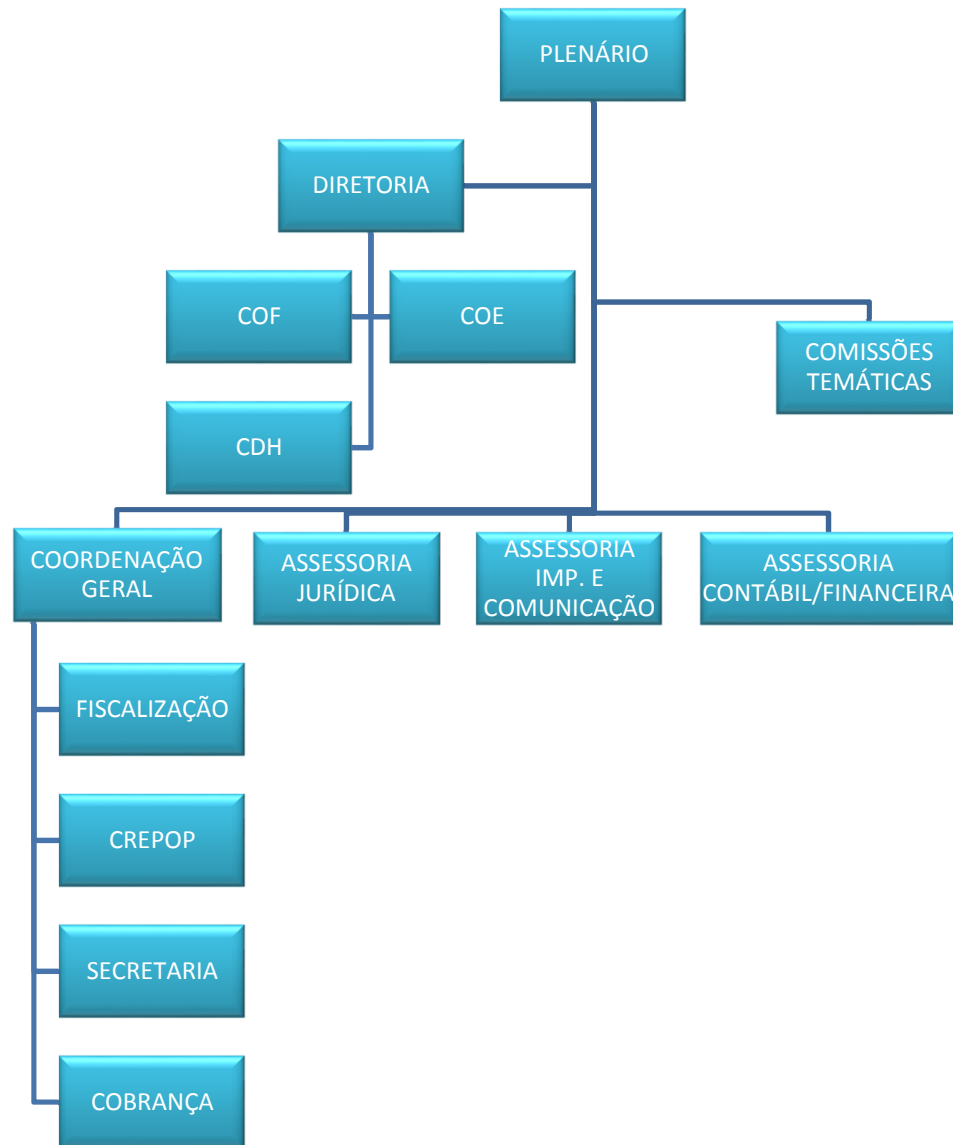 PLENÁRIO
DIRETORIA
COF
COE
COMISSÕES
TEMÁTICAS
CDH
COORDENAÇÃO
GERAL
ASSESSORIA
JURÍDICA
ASSESSORIA
IMP. E
COMUNICAÇÃO
ASSESSORIA
CONTÁBIL/FINANCEIRA
FISCALIZAÇÃO
CREPOP
SECRETARIA
COBRANÇA